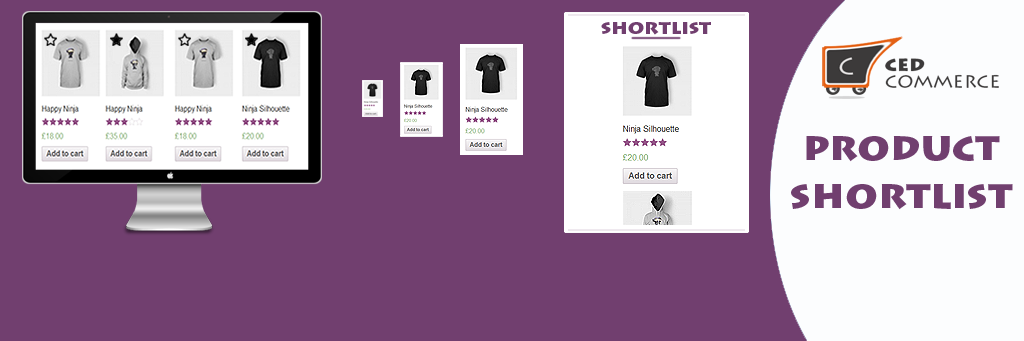 Happy Ninja
£18.00
Add to cart
Happy Ninja
£35.00
Add to cart
Happy Ninja
£18.00
Add to cart
Ninja Silhouette
£20.00
Add to cart
Ninja Silhouette
£20.00
Add to cart
Ninja Silhouette
£20.00
Add to cart
SHORTLIST
Ninja Silhouette
£20.00
Add to cart
C
CED
COMMERCE
PRODUCT
SHORTLIST